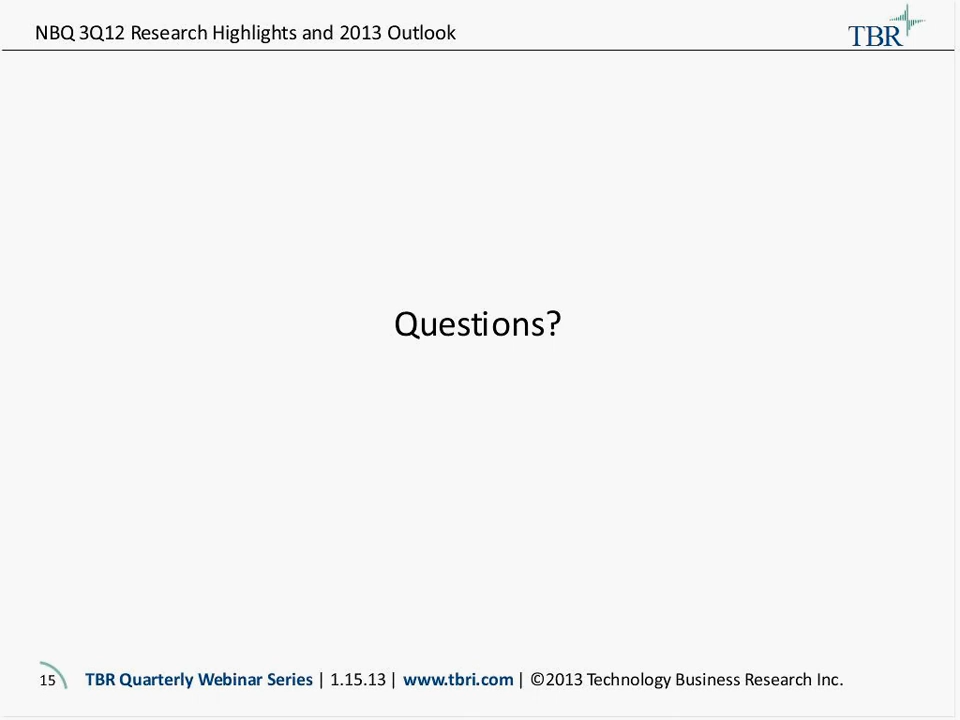 NBQ 3Q12 Research Highlights and 2013 Outlook
TBR
Questions?
15 TBR Quarterly Webinar Series | 1.15.13 | www.tbri.com | ©2013 Technology Business Research Inc.